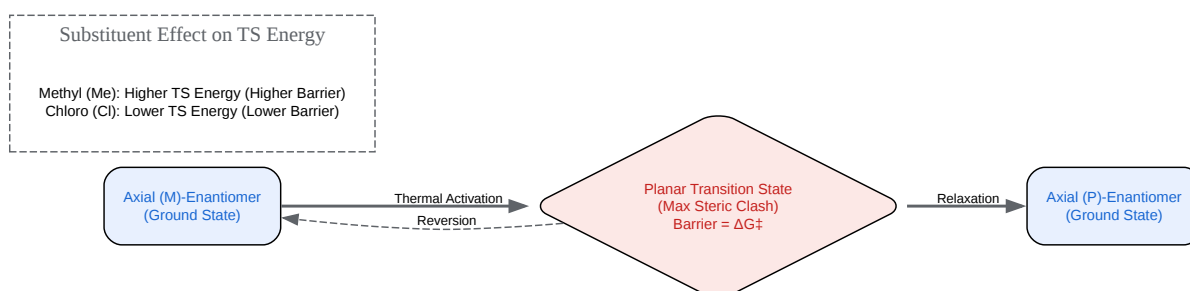 Substituent Effect on TS Energy
Methyl (Me): Higher TS Energy (Higher Barrier)
Chloro (Cl): Lower TS Energy (Lower Barrier)
Axial (M)-Enantiomer
(Ground State)
Thermal Activation
Reversion
Planar Transition State
(Max Steric Clash)
Barrier = ΔG‡
Relaxation
Axial (P)-Enantiomer
(Ground State)